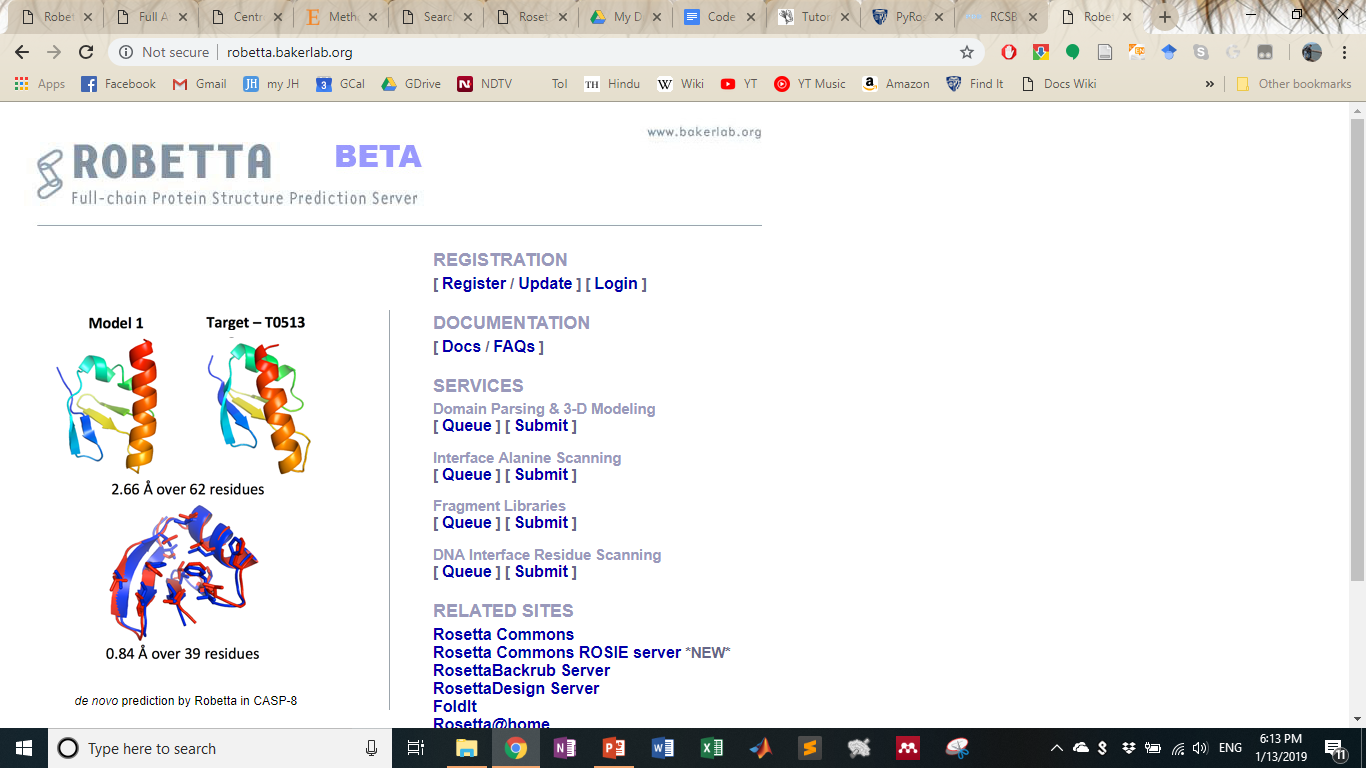 Robet
Full A
Centr
Meth
Searc
Roset
My D
Code
Tutor
PyRos
RCSB
Robet
Not secure
robetta.bakerlab.org
Apps
Facebook
Gmail
my JH
GCal
GDrive
NDTV
ToI
Hindu
Wiki
YT
YT Music
Amazon
Find It
Docs Wiki
»
Other bookmarks
www.bakerlab.org
ROBETTA BETA
Full-chain Protein Structure Prediction Server
REGISTRATION
[ Register / Update ] [ Login ]
DOCUMENTATION
[ Docs / FAQs ]
SERVICES
Domain Parsing & 3-D Modeling
[ Queue ] [ Submit ]
Interface Alanine Scanning
[ Queue ] [ Submit ]
Fragment Libraries
[ Queue ] [ Submit ]
DNA Interface Residue Scanning
[ Queue ] [ Submit ]
RELATED SITES
Rosetta Commons
Rosetta Commons ROSIE server *NEW*
RosettaBackrub Server
RosettaDesign Server
FoldIt
Rosetta@home
Model 1
Target – T0513
2.66 Å over 62 residues
0.84 Å over 39 residues
de novo prediction by Robetta in CASP-8
Type here to search
ENG
6:13 PM
1/13/2019
11